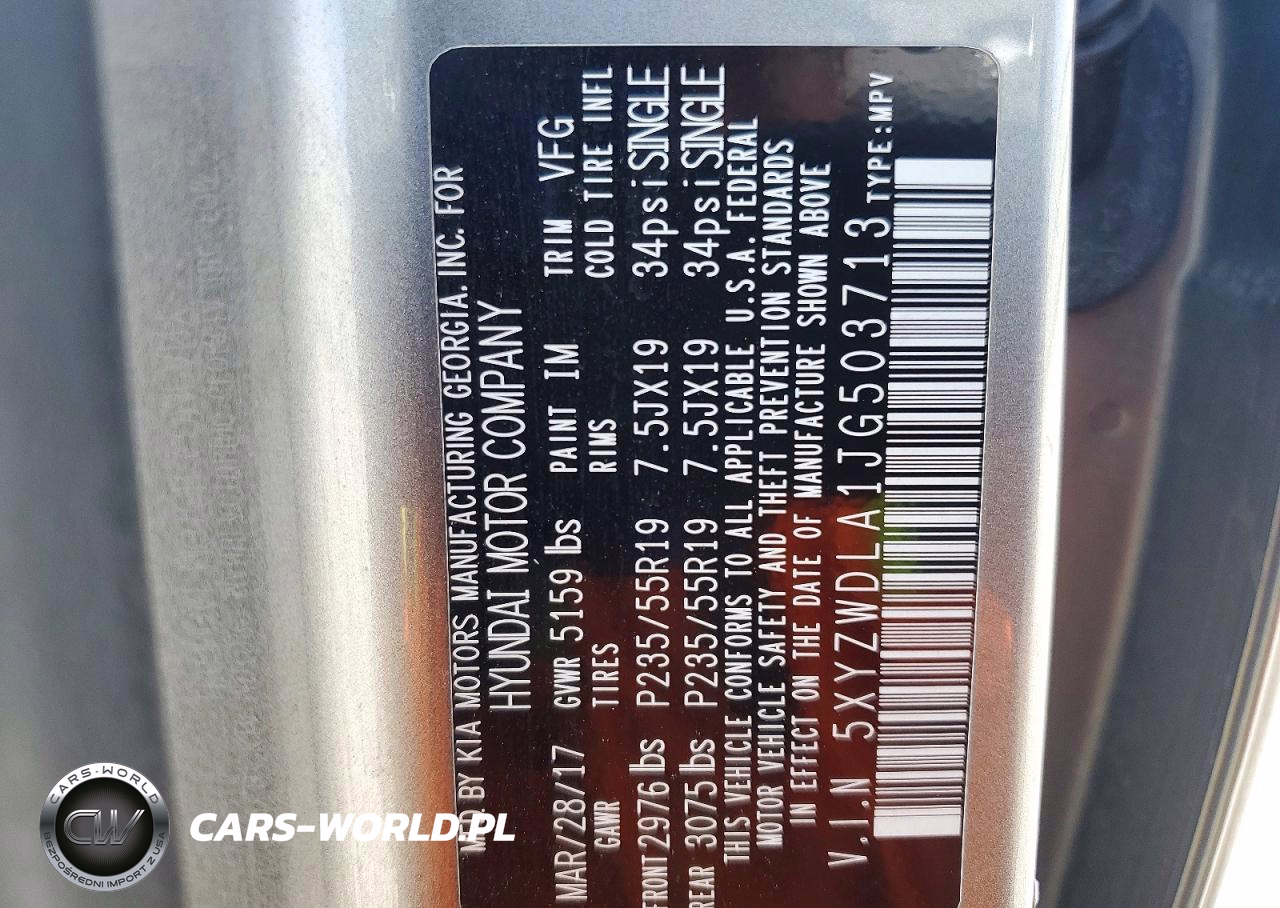 MFD. BY KIA MOTORS MANUFACTURING GEORGIA. INC. FOR
HYUNDAI MOTOR COMPANY
MAR/28/17 GVWR 5159 lbs PAINT IM TRIM VFG
GAWR TIRES RIMS COLD TIRE INFL
FRONT 2976 lbs P235/55R19 7.5JX19 34psi SINGLE
REAR 3075 lbs P235/55R19 7.5JX19 34psi SINGLE
THIS VEHICLE CONFORMS TO ALL APPLICABLE U.S.A. FEDERAL
MOTOR VEHICLE SAFETY AND THEFT PREVENTION STANDARDS
IN EFFECT ON THE DATE OF MANUFACTURE SHOWN ABOVE
V.I.N 5XYZWDLA1JG503713 TYPE:MPV
CARS-WORLD
CW
BEZPOŚREDNI IMPORT Z USA
CARS-WORLD.PL